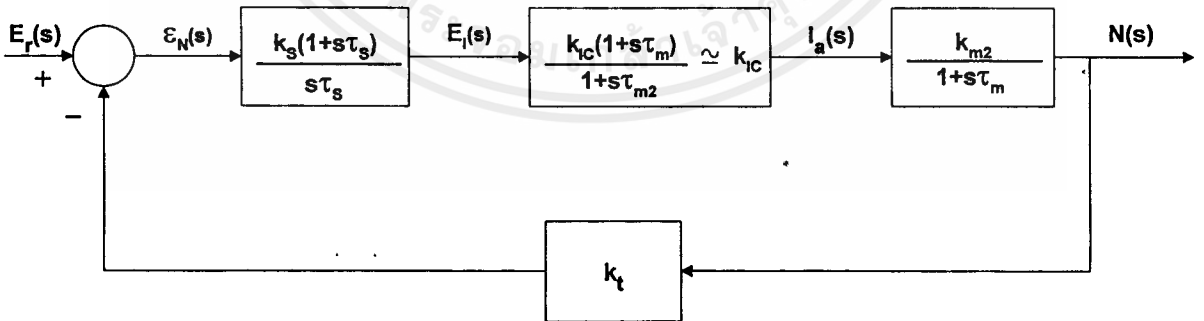 E_r(s)
+
−
ε_N(s)
k_S(1+sτ_S)
sτ_S
E_I(s)
k_IC(1+sτ_m)
1+sτ_m2
≃ k_IC
I_a(s)
k_m2
1+sτ_m
N(s)
k_t